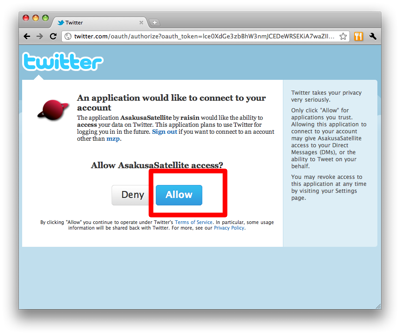 Twitter
twitter.com/oauth/authorize?oauth_token=
twitter
An application would like to connect to your
account
The application AsakusaSatellite by raisin would like the ability to
access your data on Twitter. This application plans to use Twitter for
logging you in in the future. Sign out if you want to connect to an account
other than mzp.
Allow AsakusaSatellite access?
Deny
Allow
By clicking "Allow" you continue to operate under Twitter's Terms of Service. In particular, some usage
information will be shared back with Twitter. For more, see our Privacy Policy.
Twitter takes your privacy
very seriously.
Only click "Allow" for
applications you trust.
Allowing this application to
connect to your account
may give AsakusaSatellite
access to your Direct
Messages (DMs), or the
ability to Tweet on your
behalf.
You may revoke access to
this application at any time
by visiting your Settings
page.